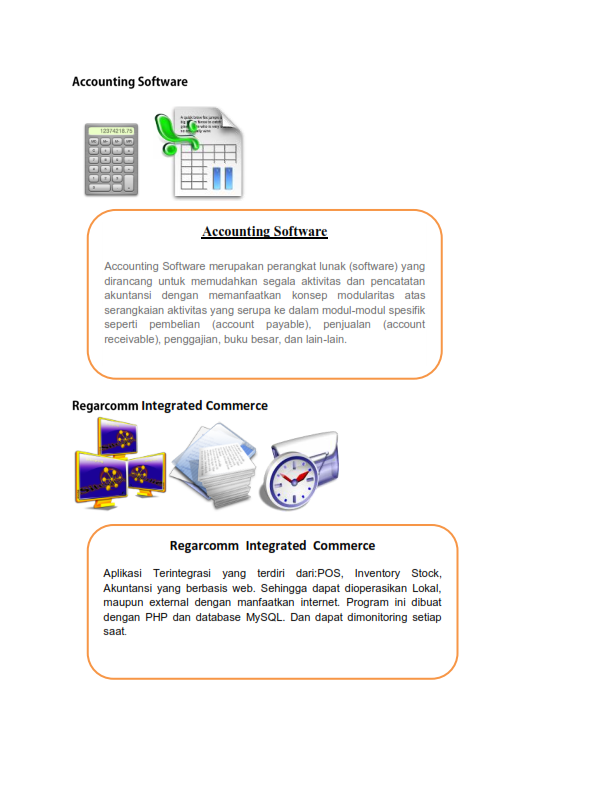 Accounting Software
12374218.75
Accounting Software
Accounting Software merupakan perangkat lunak (software) yang
dirancang untuk memudahkan segala aktivitas dan pencatatan
akuntansi dengan memanfaatkan konsep modularitas atas
serangkaian aktivitas yang serupa ke dalam modul-modul spesifik
seperti pembelian (account payable), penjualan (account
receivable), penggajian, buku besar, dan lain-lain.
Regarcomm Integrated Commerce
Regarcomm Integrated Commerce
Aplikasi Terintegrasi yang terdiri dari:POS, Inventory Stock,
Akuntansi yang berbasis web. Sehingga dapat dioperasikan Lokal,
maupun external dengan manfaatkan internet. Program ini dibuat
dengan PHP dan database MySQL. Dan dapat dimonitoring setiap
saat.